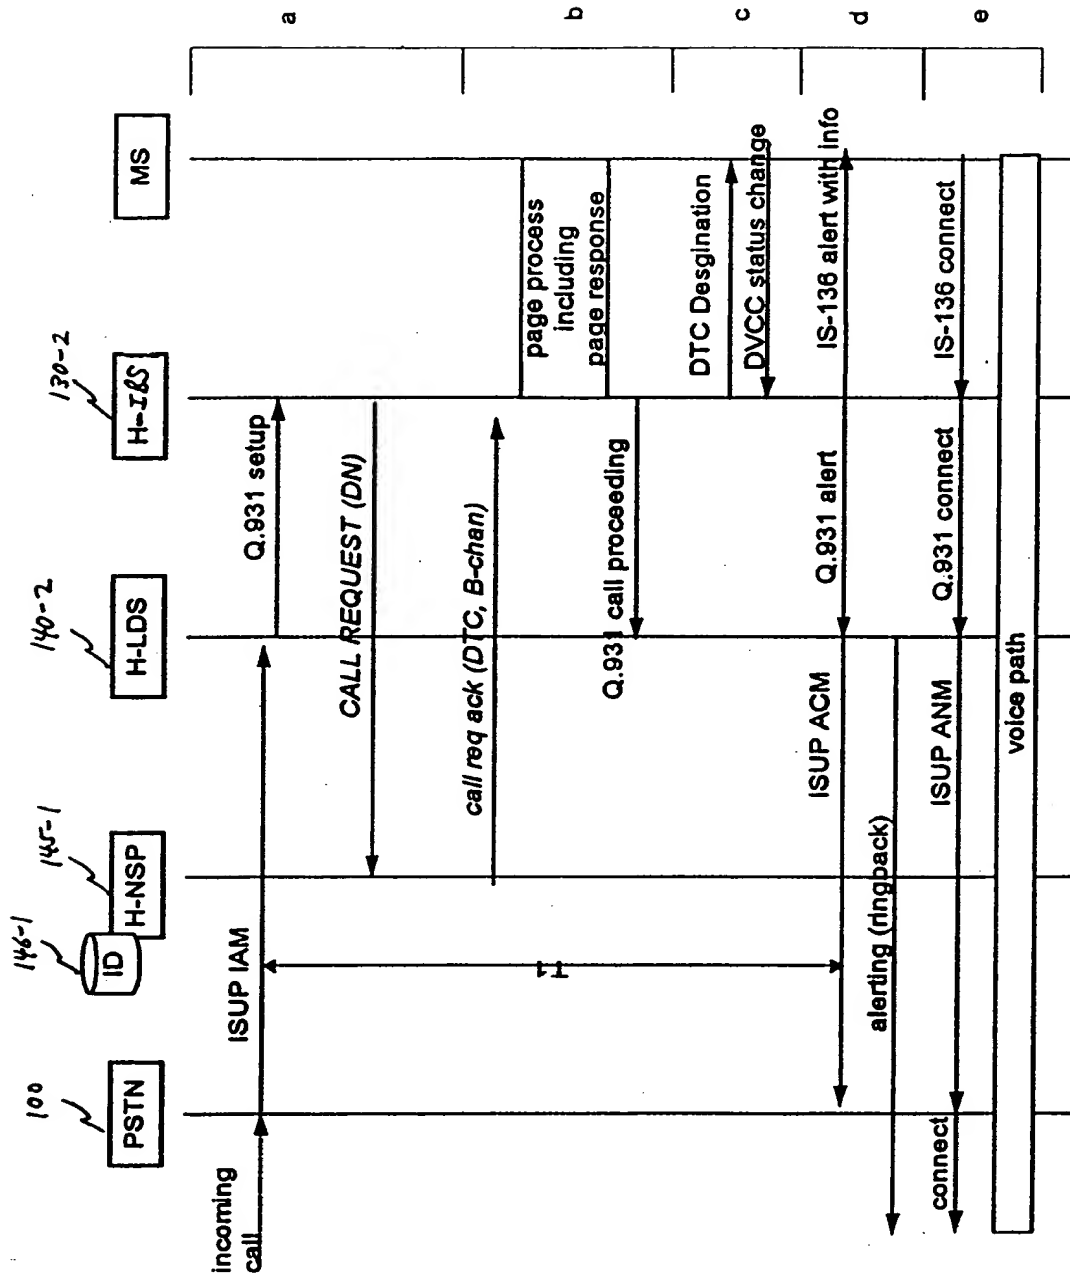 100
146-1
145-1
140-2
130-2
PSTN
ID
H-NSP
H-LDS
H-IBS
MS
incoming
call
ISUP IAM
Q.931 setup
a
CALL REQUEST (DN)
call req ack (DTC, B-chan)
page process
including
page response
b
Q.931 call proceeding
T1
DTC Desgination
DVCC status change
c
ISUP ACM
Q.931 alert
IS-136 alert with info
d
alerting (ringback)
connect
ISUP ANM
Q.931 connect
IS-136 connect
e
voice path